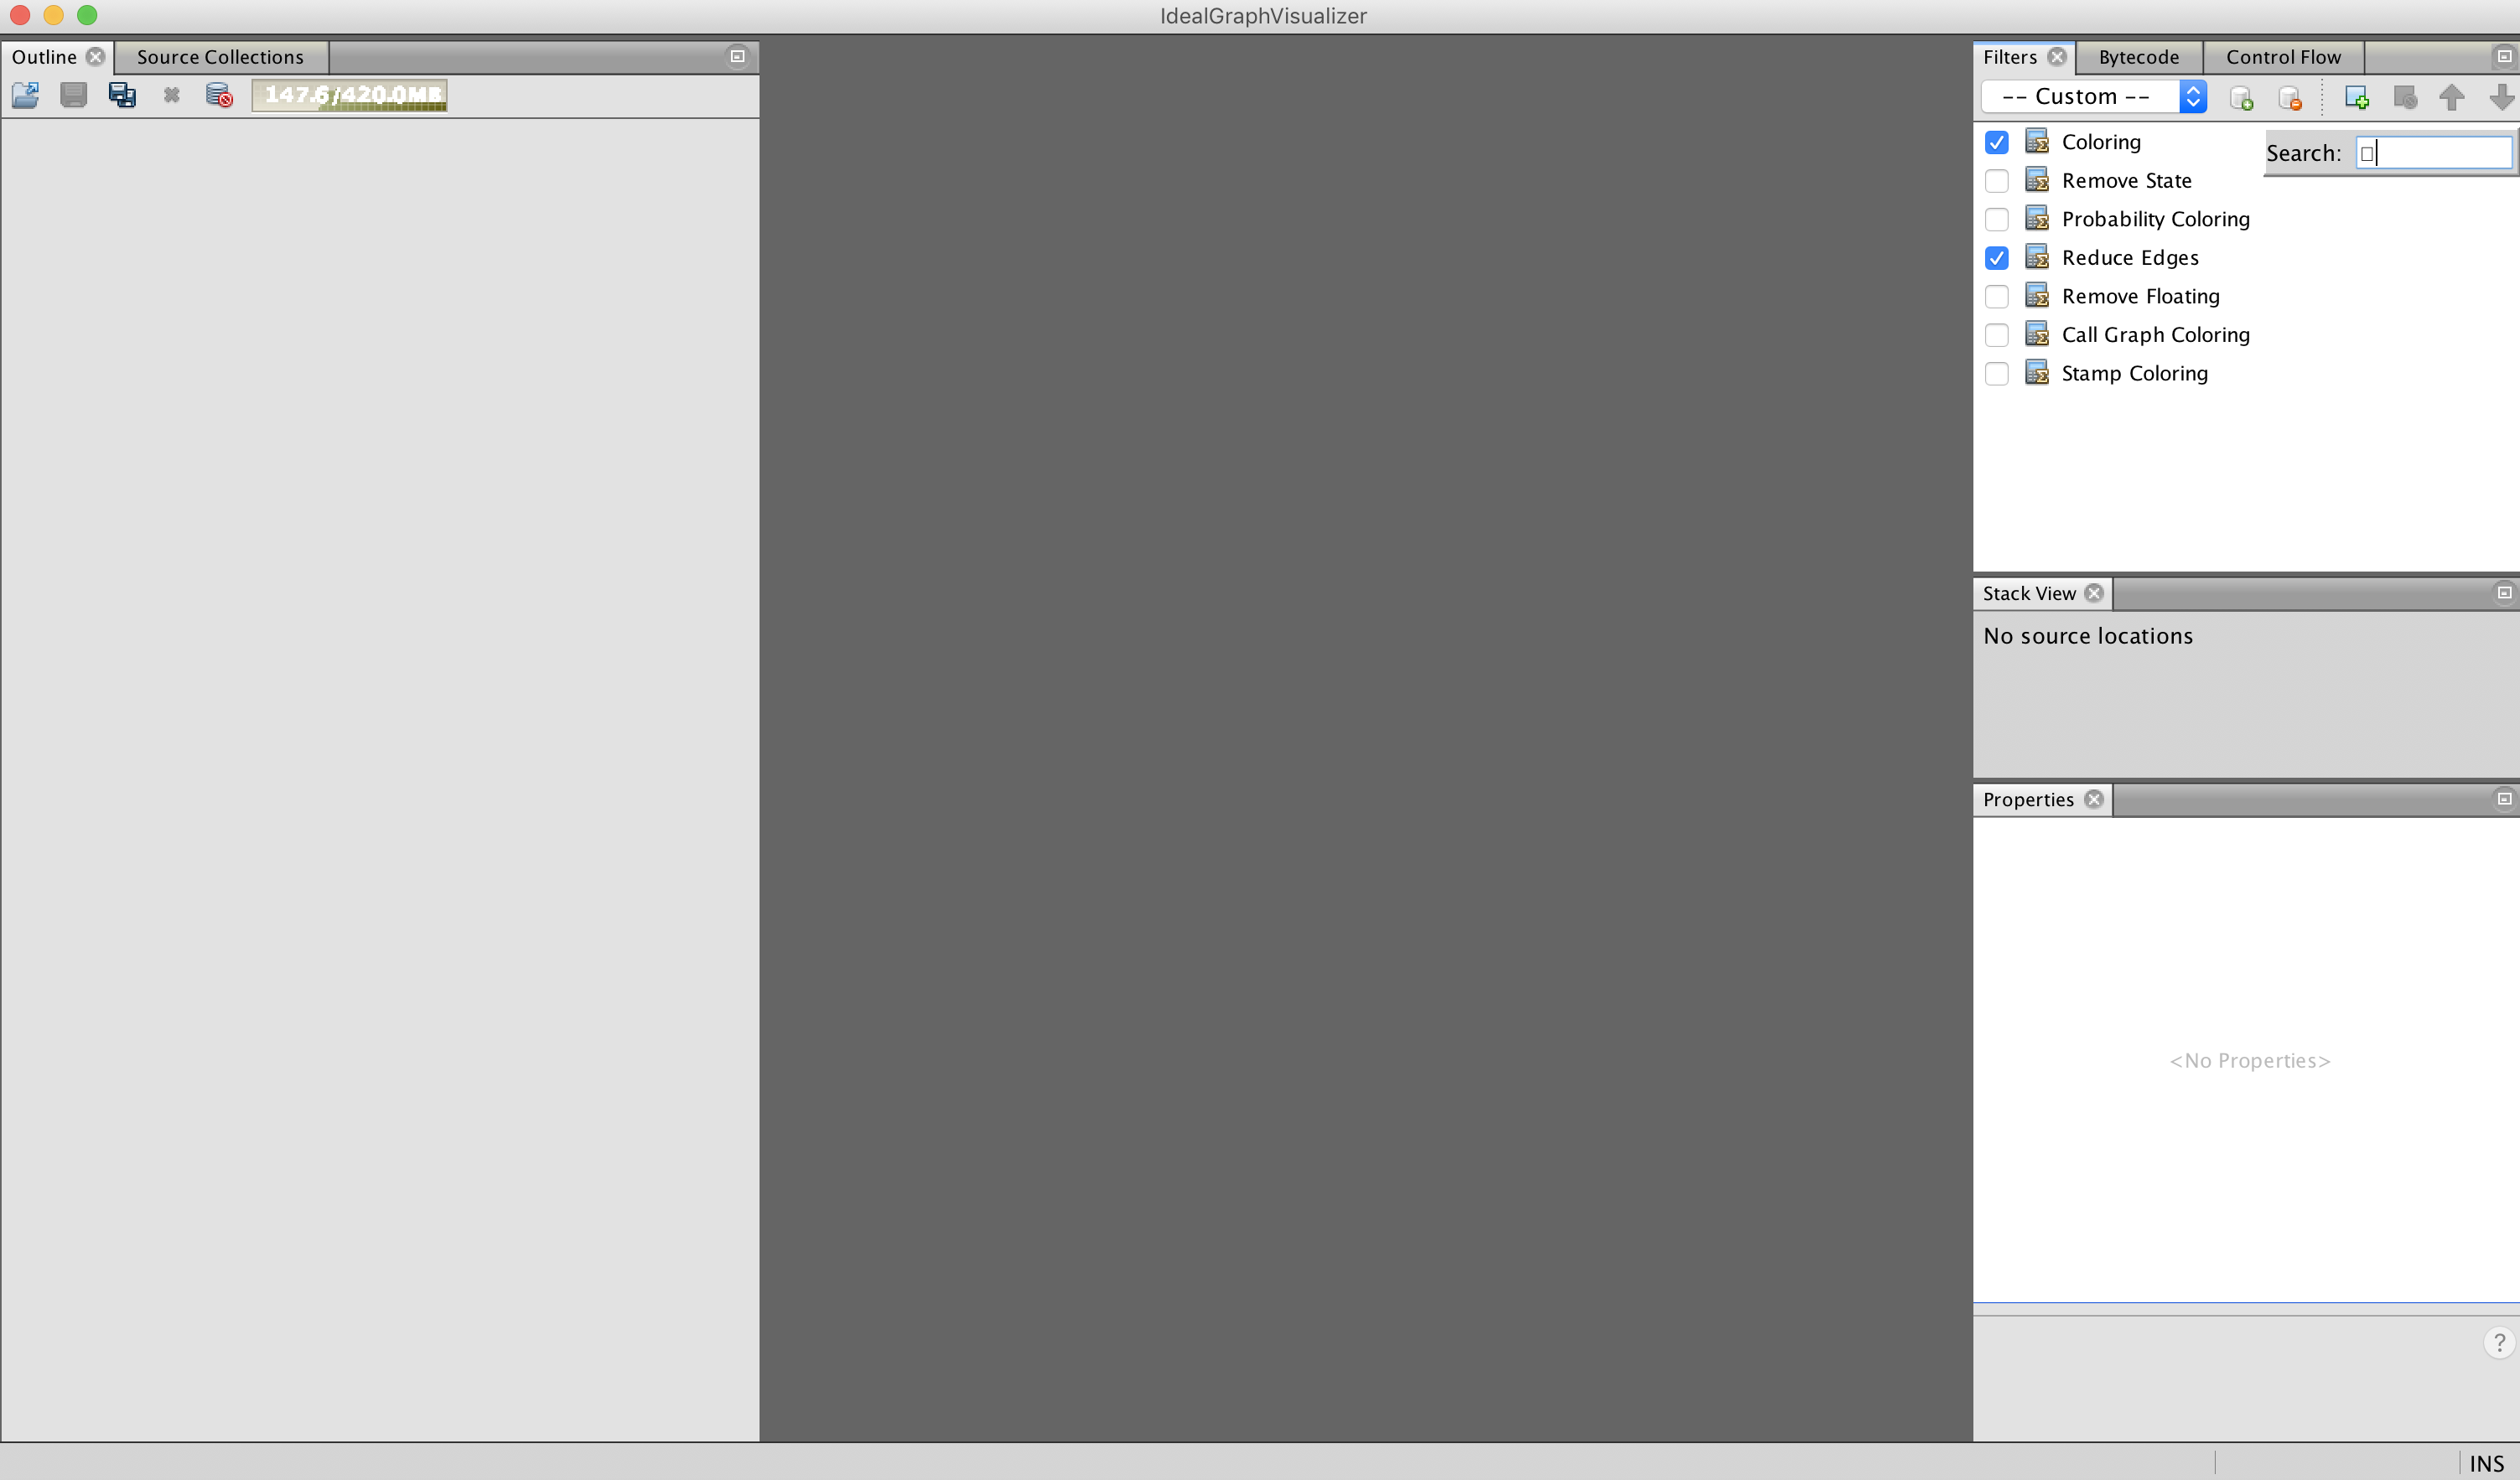 IdealGraphVisualizer
Outline
Source Collections
147.6/420.0MB
Filters
Bytecode
Control Flow
-- Custom --
Search:
Coloring
Remove State
Probability Coloring
Reduce Edges
Remove Floating
Call Graph Coloring
Stamp Coloring
Stack View
No source locations
Properties
<No Properties>
?
INS